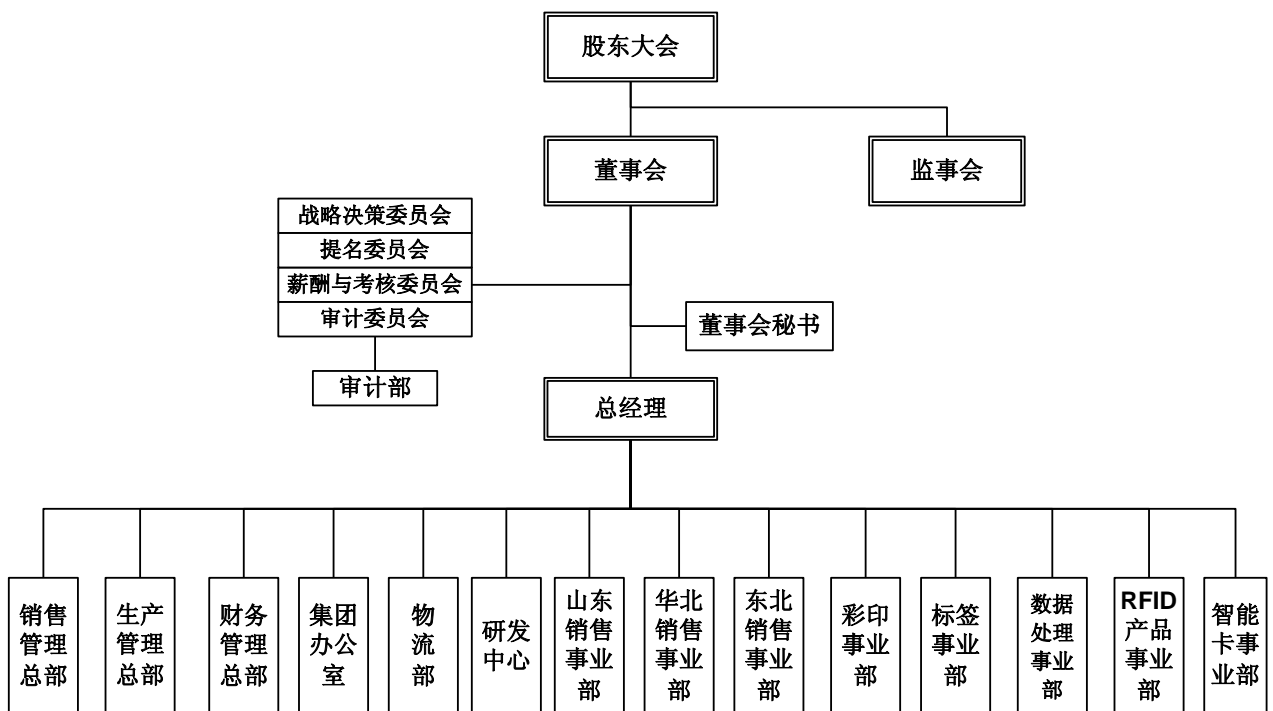 股东大会
董事会
监事会
战略决策委员会
提名委员会
薪酬与考核委员会
审计委员会
董事会秘书
审计部
总经理
销售
管理
总部
生产
管理
总部
财务
管理
总部
集团
办公
室
物
流
部
研发
中心
山东
销售
事业
部
华北
销售
事业
部
东北
销售
事业
部
彩印
事业
部
标签
事业
部
数据
处理
事业
部
RFID
产品
事业
部
智能
卡事
业部